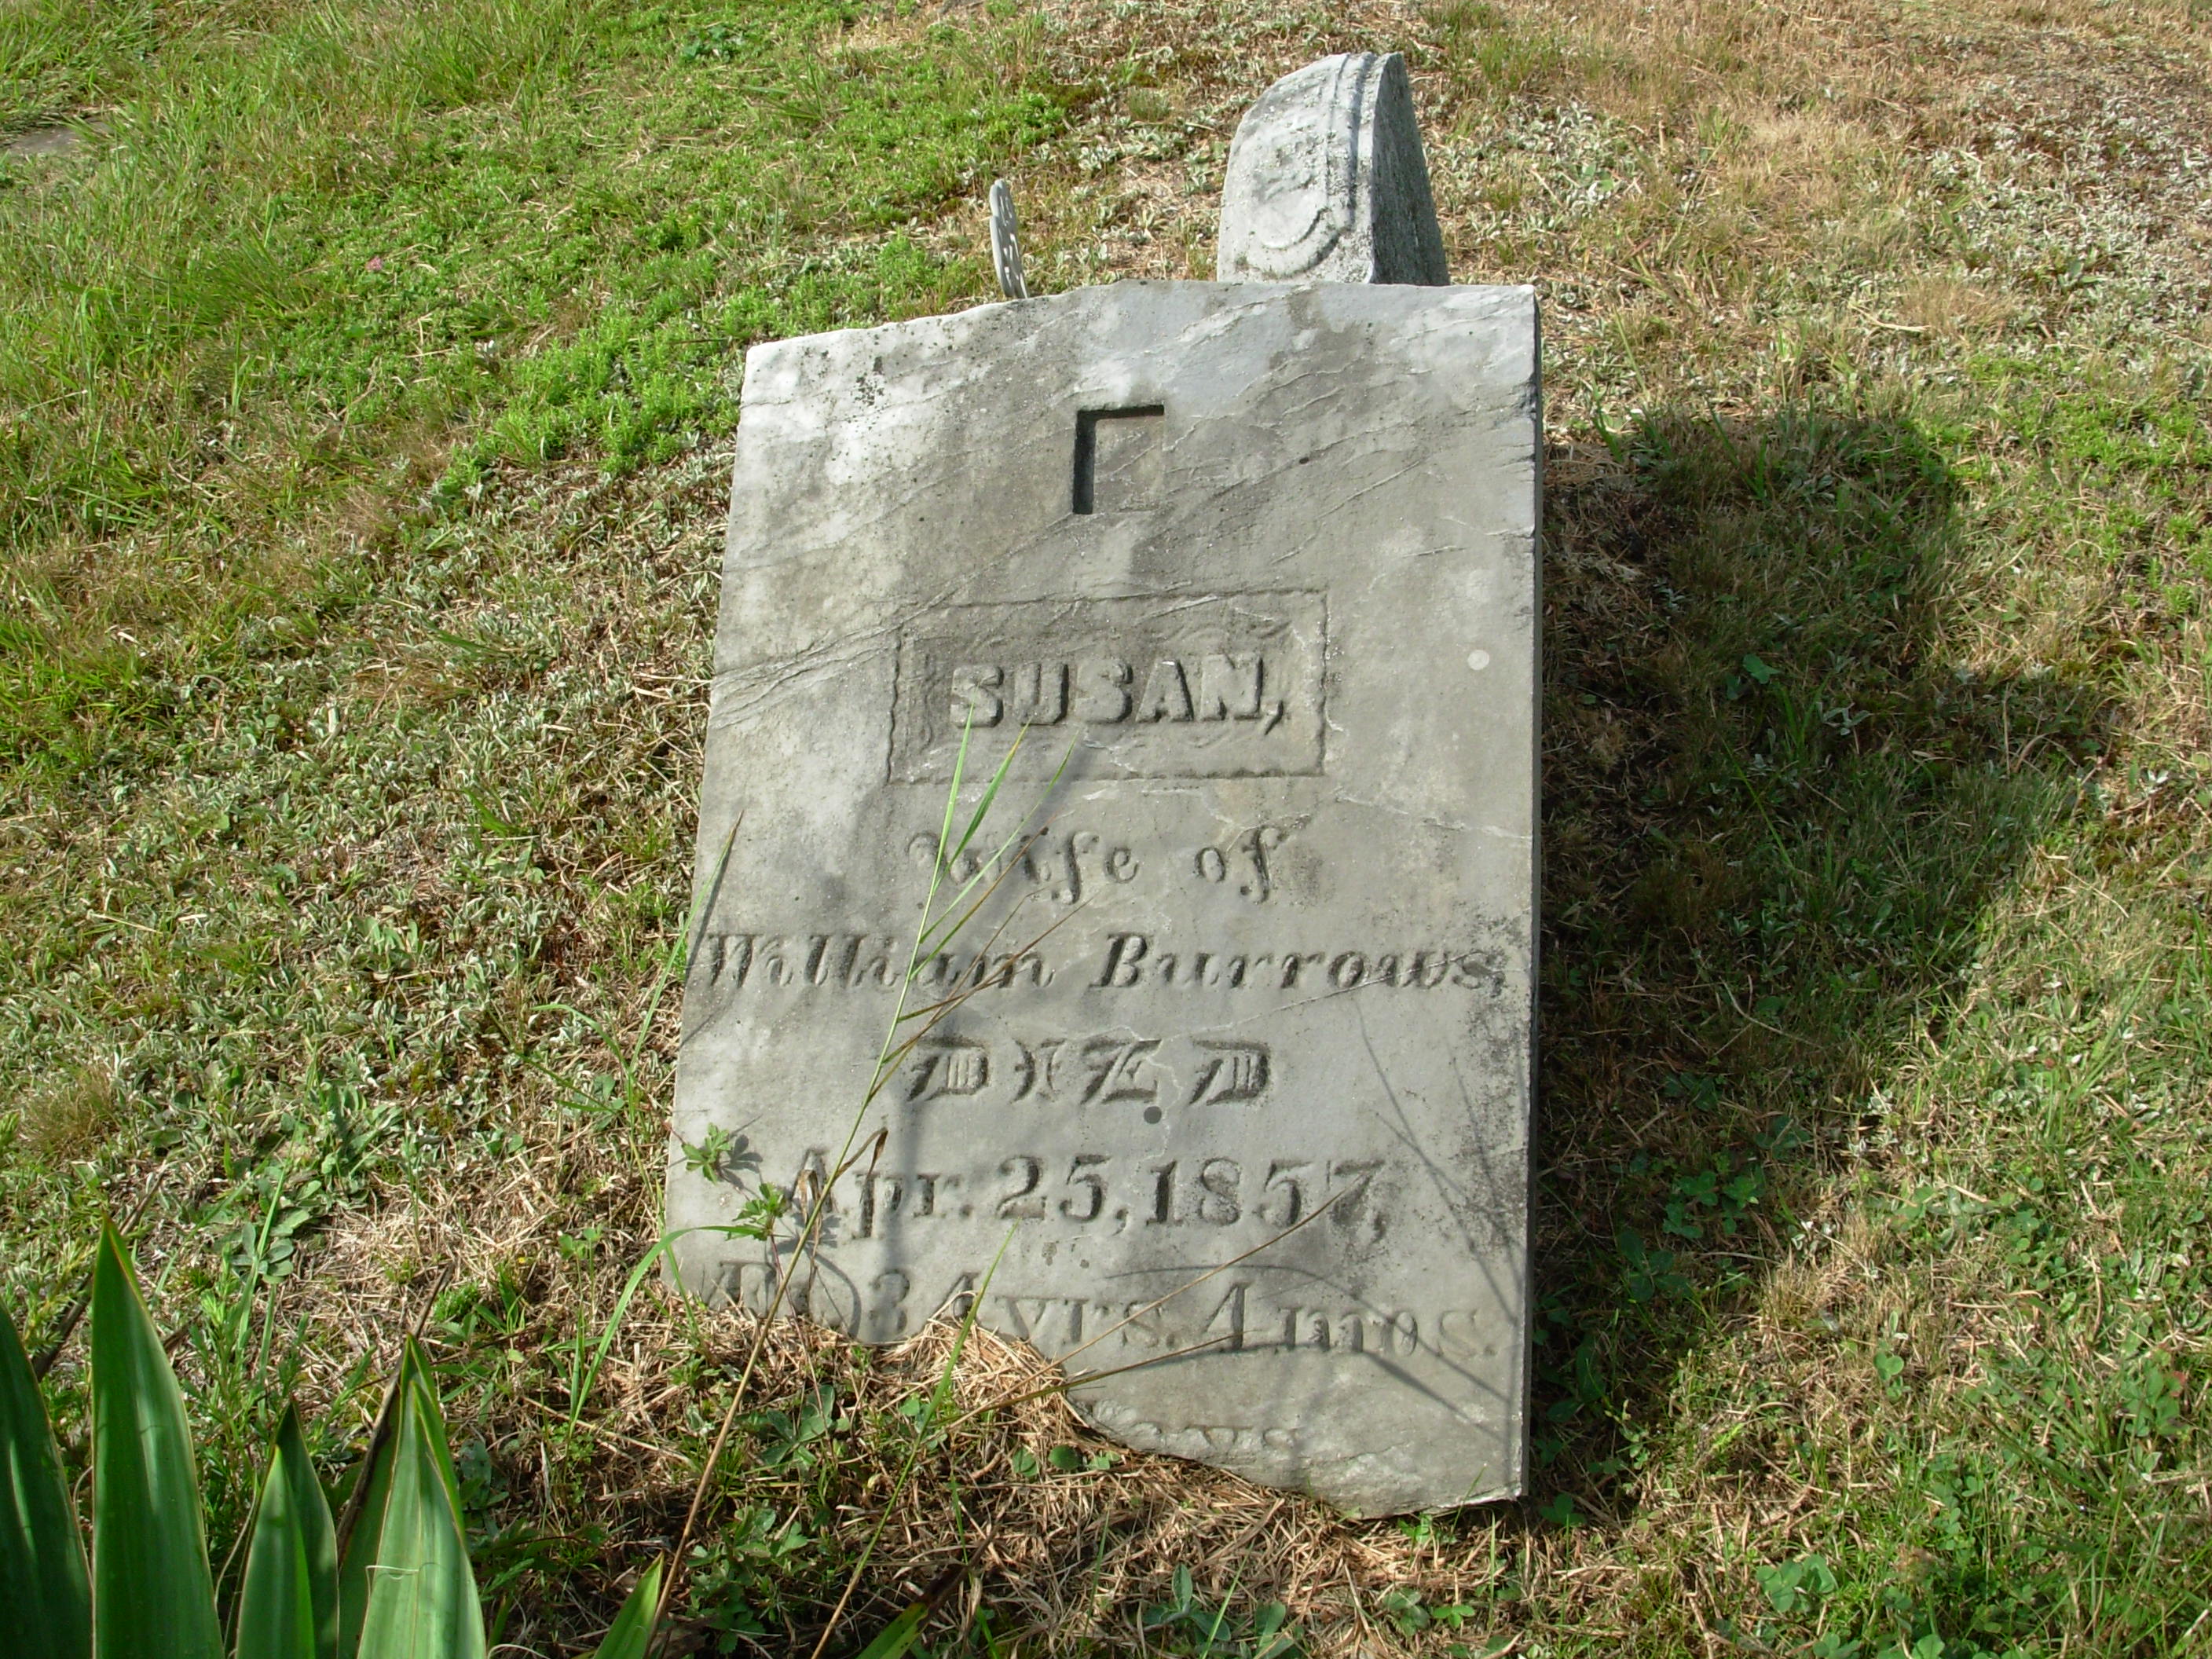 SUSAN,
Wife of
William Burrows,
DIED
Apr. 25, 1857,
Æ. 34 yrs. 4 mos.